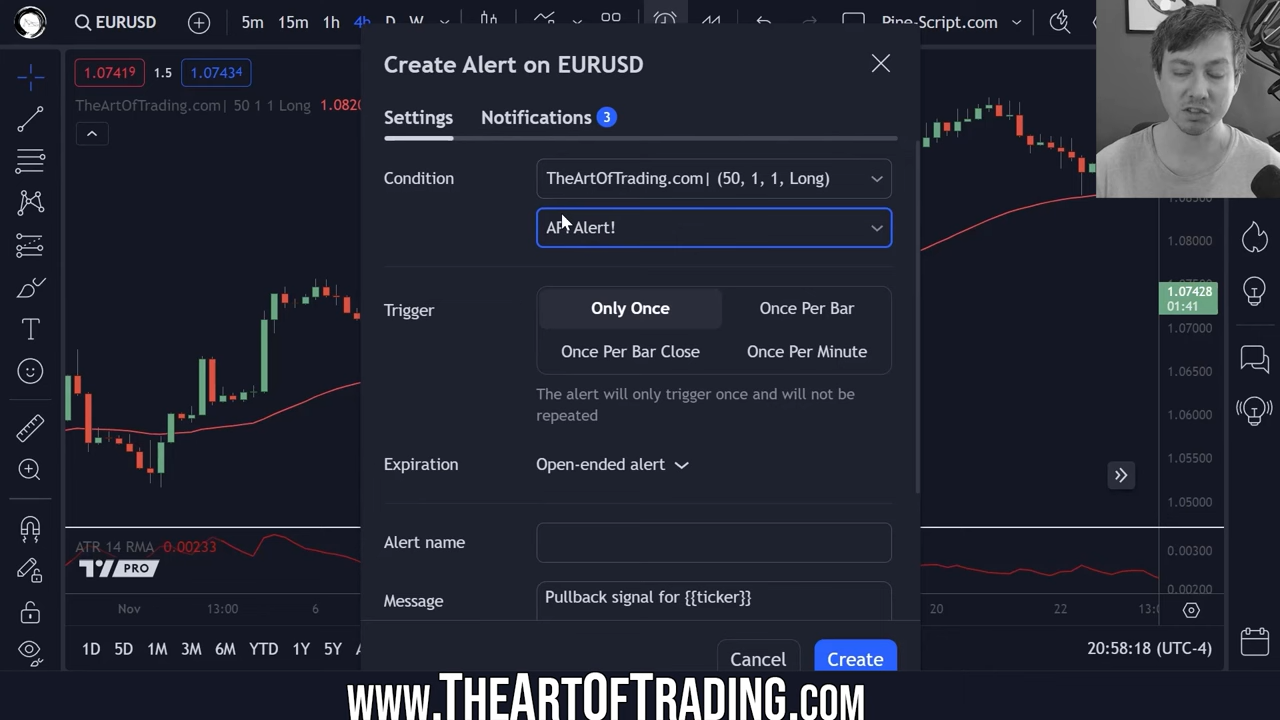 EURUSD
5m 15m 1h 4h D W
Pine-Script.com
1.07419 1.5 1.07434
TheArtOfTrading.com| 50 1 1 Long 1.0820
Create Alert on EURUSD
Settings
Notifications 3
Condition
TheArtOfTrading.com| (50, 1, 1, Long)
Alert!
Trigger
Only Once
Once Per Bar
Once Per Bar Close
Once Per Minute
The alert will only trigger once and will not be
repeated
Expiration
Open-ended alert
Alert name
Message
Pullback signal for {{ticker}}
Cancel
Create
1.08000
1.07428
01:41
1.07000
1.06500
1.06000
1.05500
1.05000
0.00300
0.00200
ATR 14 RMA 0.00233
PRO
Nov 13:00 6 20 22
1D 5D 1M 3M 6M YTD 1Y 5Y
20:58:18 (UTC-4)
www.TheArtOfTrading.com